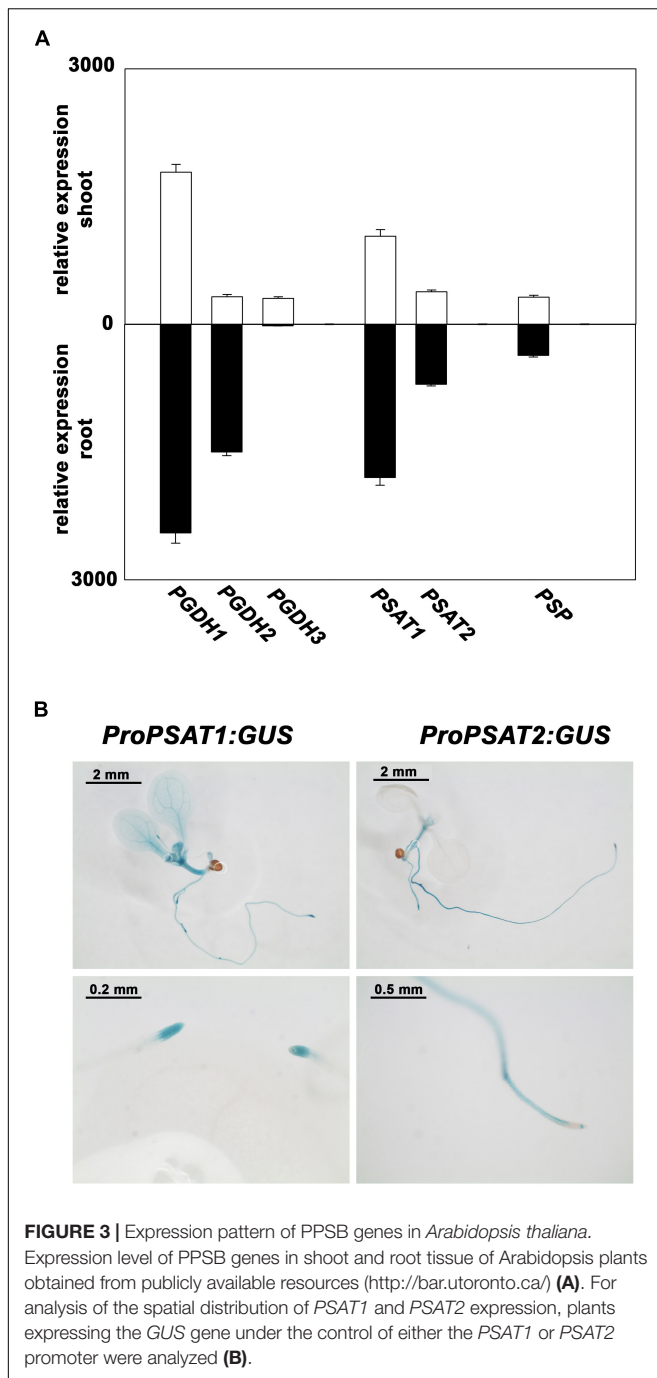 A
3000
relative expression
shoot
0
relative expression
root
3000
PGDH1
PGDH2
PGDH3
PSAT1
PSAT2
PSP
B
ProPSAT1:GUS
ProPSAT2:GUS
2 mm
2 mm
0.2 mm
0.5 mm
FIGURE 3 | Expression pattern of PPSB genes in Arabidopsis thaliana.
Expression level of PPSB genes in shoot and root tissue of Arabidopsis plants
obtained from publicly available resources (http://bar.utoronto.ca/) (A). For
analysis of the spatial distribution of PSAT1 and PSAT2 expression, plants
expressing the GUS gene under the control of either the PSAT1 or PSAT2
promoter were analyzed (B).